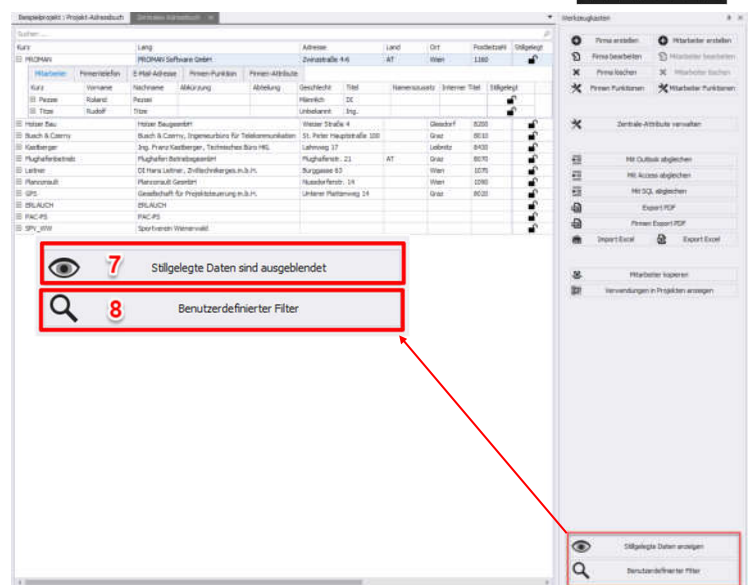 Beispielprojekt : Projekt-Adressbuch Zentrales-Adressbuch
Werkzeugkasten
Suchen ...
Kurz Lang Adresse Land Ort Postleitzahl Stillgelegt
PROMAN PROMAN Software GmbH Zwinzstraße 4-6 AT Wien 1160
Mitarbeiter Firmentelefon E-Mail-Adresse Firmen-Funktion Firmen-Attribute
Kurz Vorname Nachname Abkürzung Abteilung Geschlecht Titel Namenszusatz Interner Titel Stillgelegt
Pezzei Roland Pezzei Männlich DI
Titze Rudolf Titze Unbekannt Ing.
Holzer Bau Holzer BaugesmbH Weizer Straße 4 Gleisdorf 8200
Busch & Czerny Busch & Czerny, Ingenieurbüro für Telekommunikation St. Peter Hauptstraße 100 Graz 8010
Kastberger Ing. Franz Kastberger, Technisches Büro HKL Lahnweg 17 Leibnitz 8430
Flughafenbetrieb Flughafen BetriebsgesmbH Flughafenstr. 21 AT Graz 8070
Leitner DI Hans Leitner, Ziviltechnikerges.m.b.H. Burggasse 63 Wien 1070
Planconsult Planconsult GesmbH Nussdorferstr. 14 Wien 1090
GPS Gesellschaft für Projektsteuerung m.b.H. Unterer Plattenweg 14 Graz 8020
ERLAUCH ERLAUCH
PAC-PS PAC-PS
SPV_WW Sportverein Wienerwald
7 Stillgelegte Daten sind ausgeblendet
8 Benutzerdefinierter Filter
Firma erstellen Mitarbeiter erstellen
Firma bearbeiten Mitarbeiter bearbeiten
Firma löschen Mitarbeiter löschen
Firmen Funktionen Mitarbeiter Funktionen
Zentrale-Attribute verwalten
Mit Outlook abgleichen
Mit Access abgleichen
Mit SQL abgleichen
Export PDF
Firmen Export PDF
Import Excel Export Excel
Mitarbeiter kopieren
Verwendungen in Projekten anzeigen
Stillgelegte Daten anzeigen
Benutzerdefinierter Filter